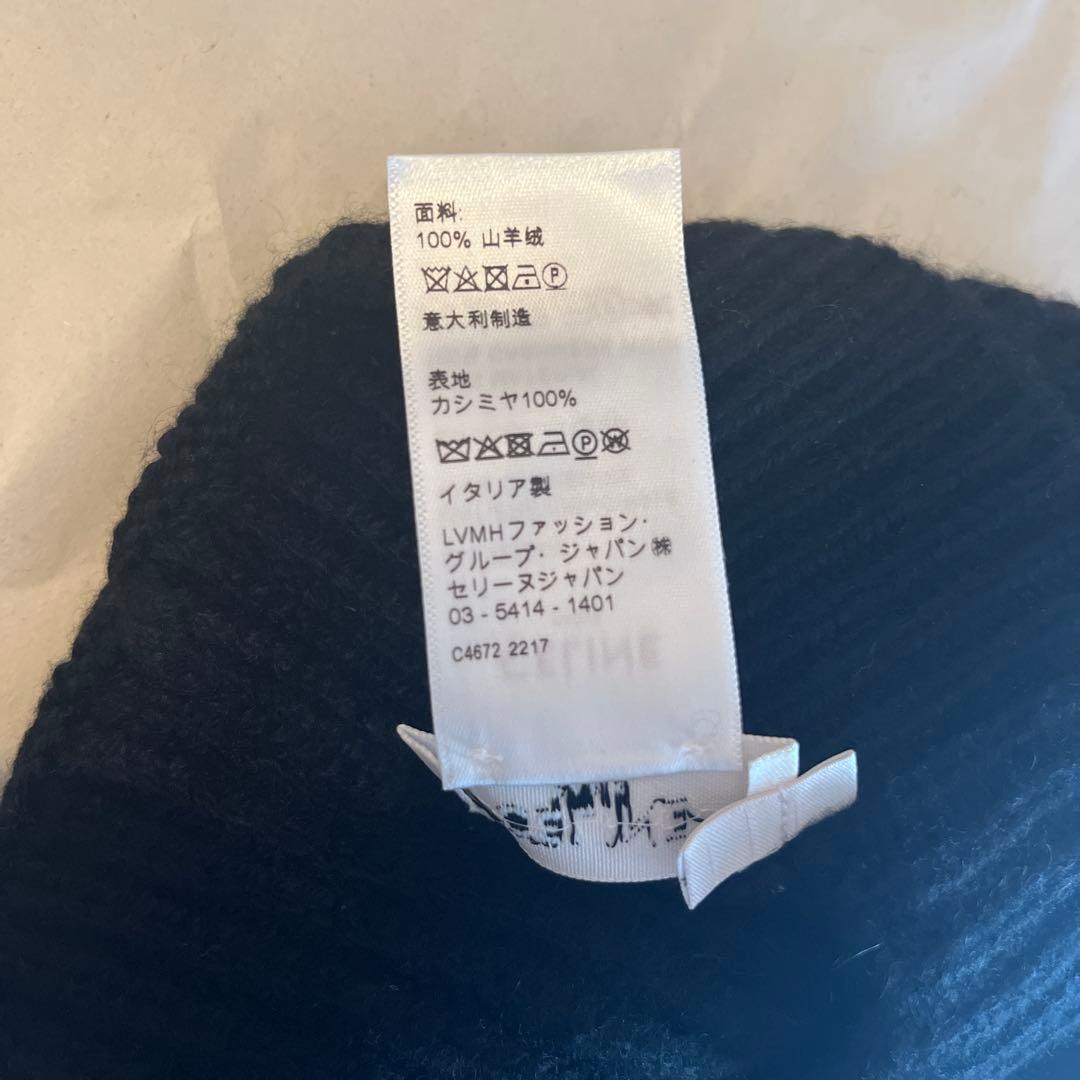 面料:
100% 山羊绒
P
意大利制造
表地
カシミヤ100%
P W
イタリア製
LVMHファッション・
グループ・ジャパン㈱
セリーヌジャパン
03 - 5414 - 1401
C4672 2217
CELINE